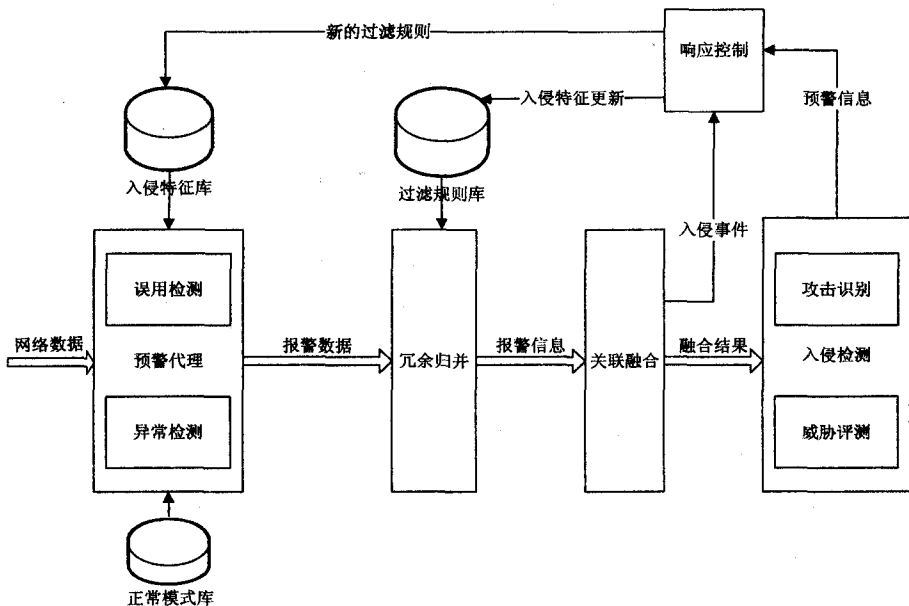 新的过滤规则
响应控制
入侵特征更新
预警信息
入侵特征库
过滤规则库
入侵事件
误用检测
攻击识别
网络数据
预警代理
报警数据
冗余归并
报警信息
关联融合
融合结果
入侵检测
异常检测
威胁评测
正常模式库